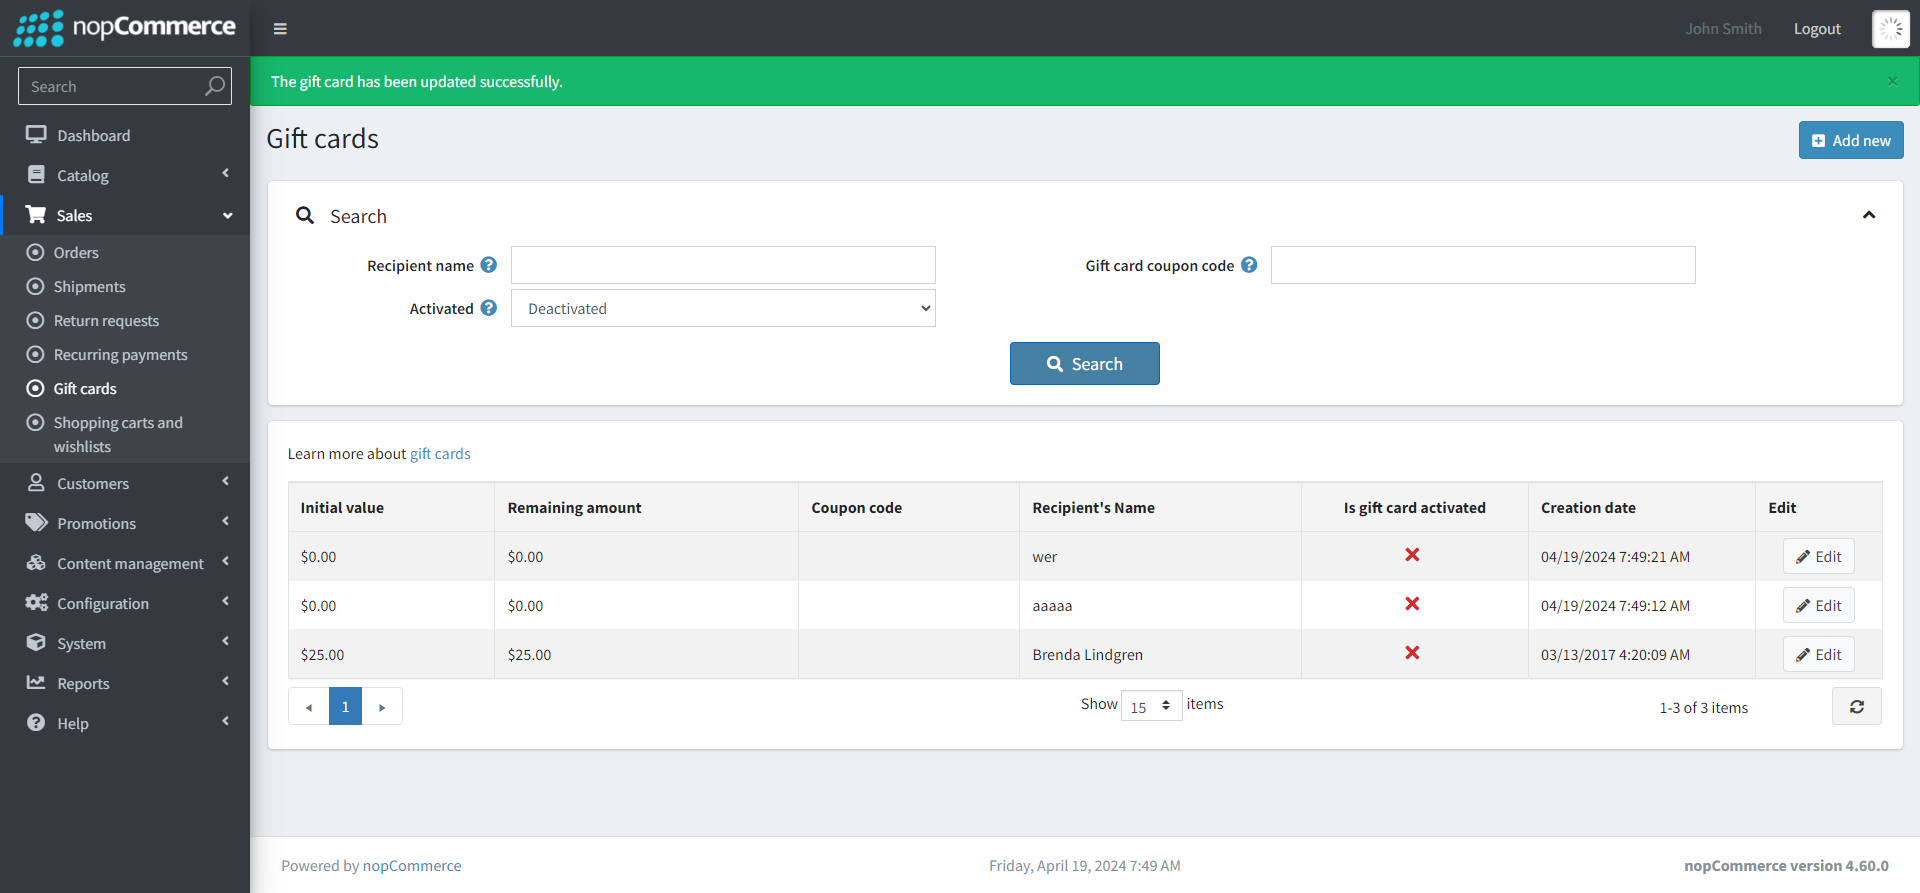 nopCommerce
John Smith
Logout
Search
The gift card has been updated successfully.
×
Dashboard
Catalog
Sales
Orders
Shipments
Return requests
Recurring payments
Gift cards
Shopping carts and
wishlists
Customers
Promotions
Content management
Configuration
System
Reports
Help
Gift cards
Add new
Search
Recipient name
Gift card coupon code
Activated
Deactivated
Search
Learn more about gift cards
Initial value Remaining amount Coupon code Recipient's Name Is gift card activated Creation date Edit
$0.00 $0.00 wer 04/19/2024 7:49:21 AM Edit
$0.00 $0.00 aaaaa 04/19/2024 7:49:12 AM Edit
$25.00 $25.00 Brenda Lindgren 03/13/2017 4:20:09 AM Edit
1 Show 15 items 1-3 of 3 items
Powered by nopCommerce
Friday, April 19, 2024 7:49 AM
nopCommerce version 4.60.0